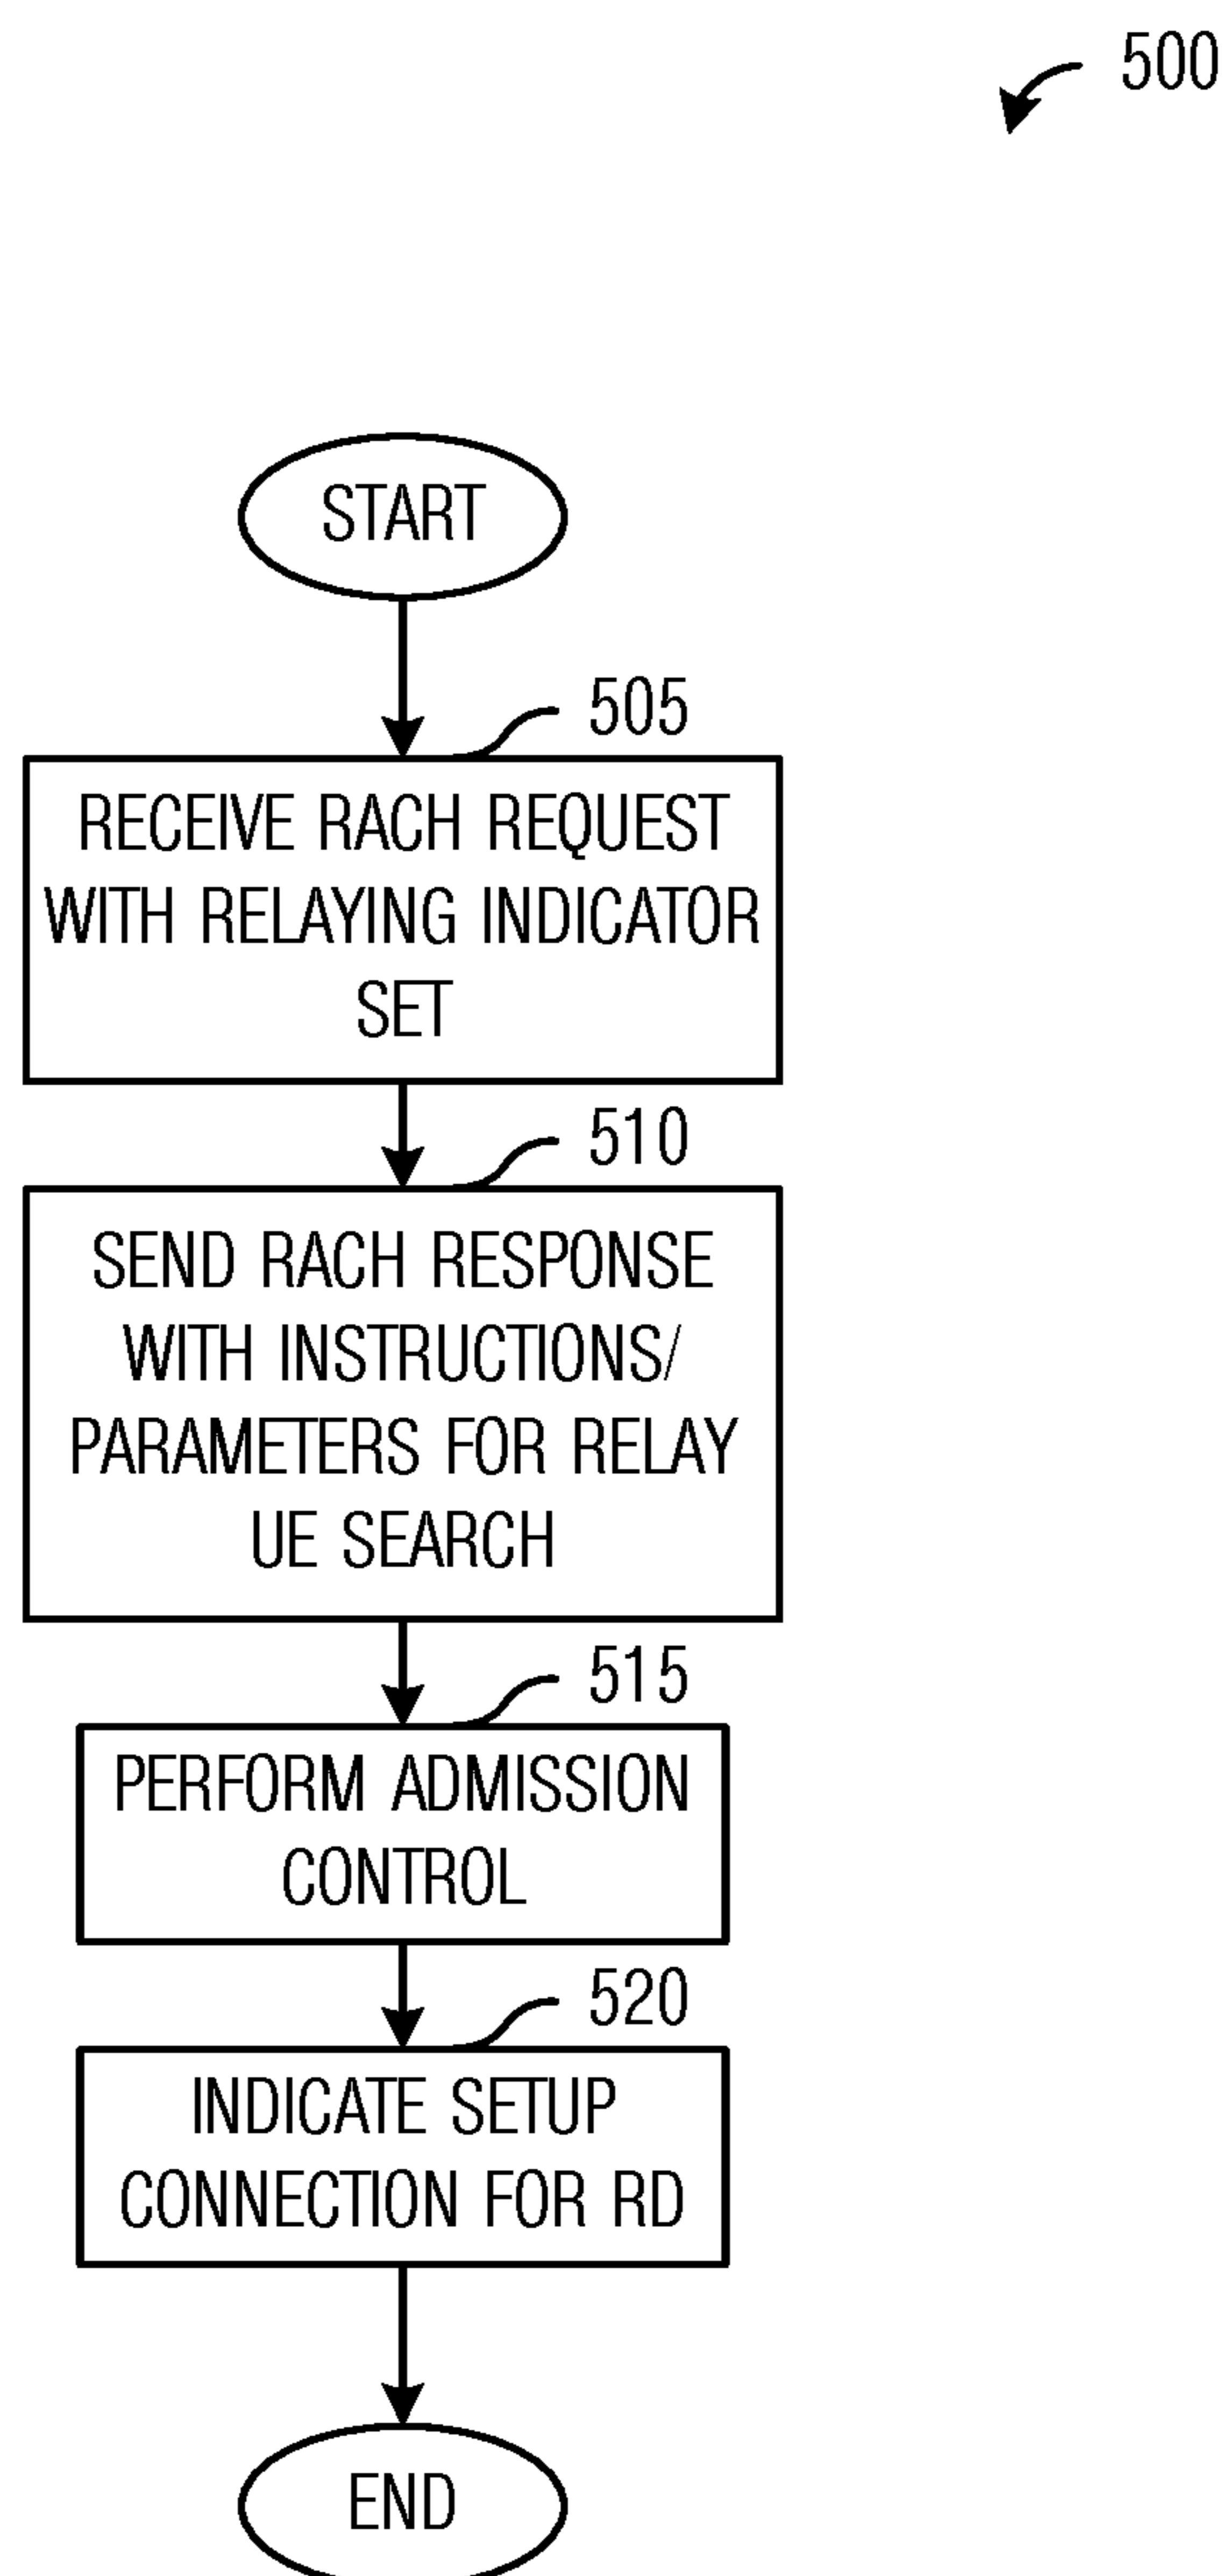 500
START
505
RECEIVE RACH REQUEST
WITH RELAYING INDICATOR
SET
510
SEND RACH RESPONSE
WITH INSTRUCTIONS/
PARAMETERS FOR RELAY
UE SEARCH
515
PERFORM ADMISSION
CONTROL
520
INDICATE SETUP
CONNECTION FOR RD
END